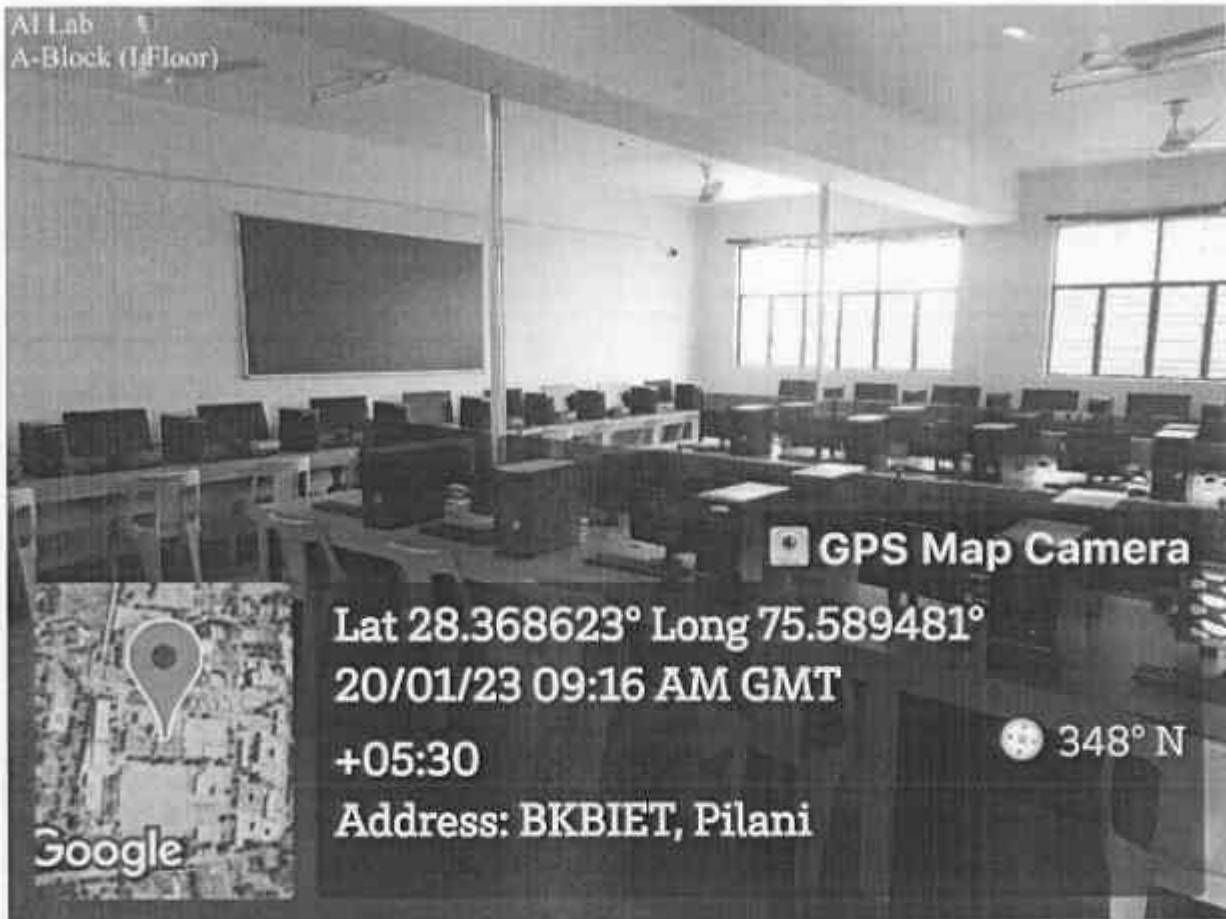 AI Lab
A-Block (I Floor)
GPS Map Camera
Lat 28.368623° Long 75.589481°
20/01/23 09:16 AM GMT
+05:30
348° N
Address: BKBIET, Pilani
Google